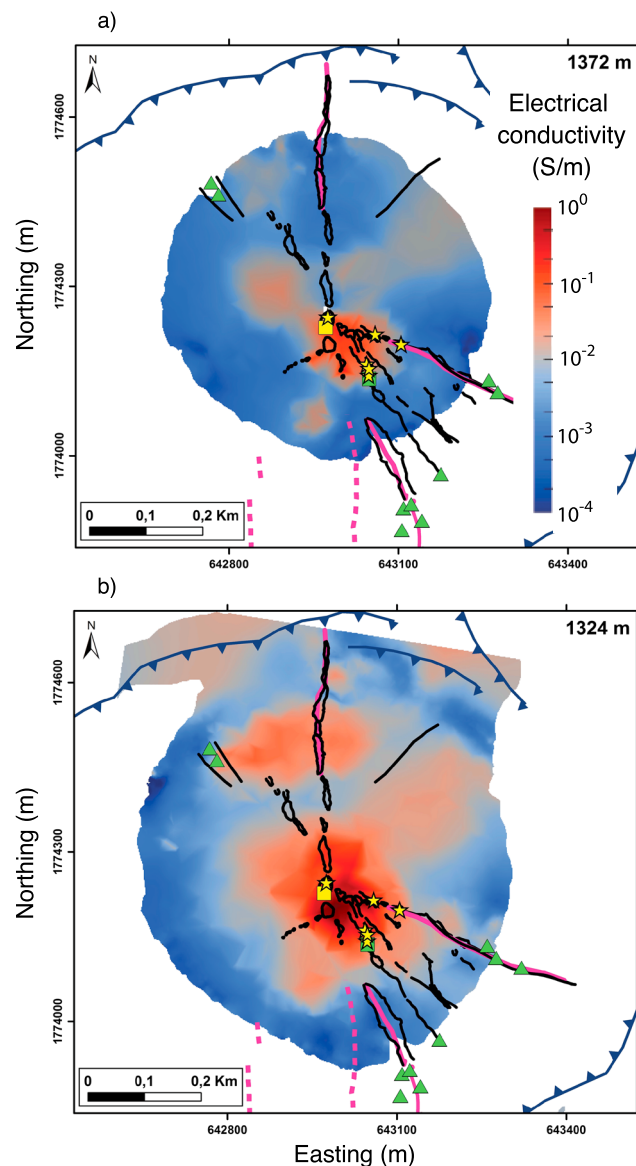 a)
N
1372 m
Electrical
conductivity
(S/m)
10⁰
10⁻¹
10⁻²
10⁻³
10⁻⁴
1774600
1774300
1774000
Northing (m)
0 0,1 0,2 Km
642800 643100 643400
b)
N
1324 m
1774600
1774300
1774000
Northing (m)
0 0,1 0,2 Km
642800 643100 643400
Easting (m)